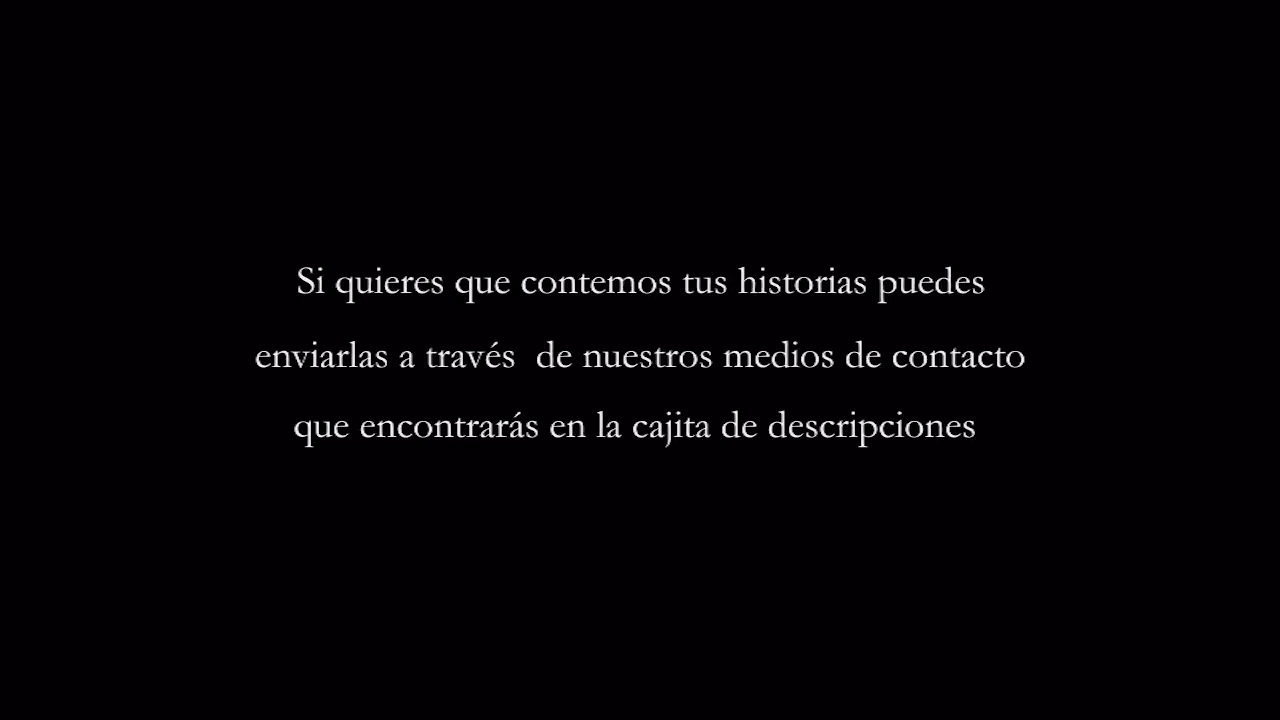 Si quieres que contemos tus historias puedes
enviarlas a través  de nuestros medios de contacto
que encontrarás en la cajita de descripciones